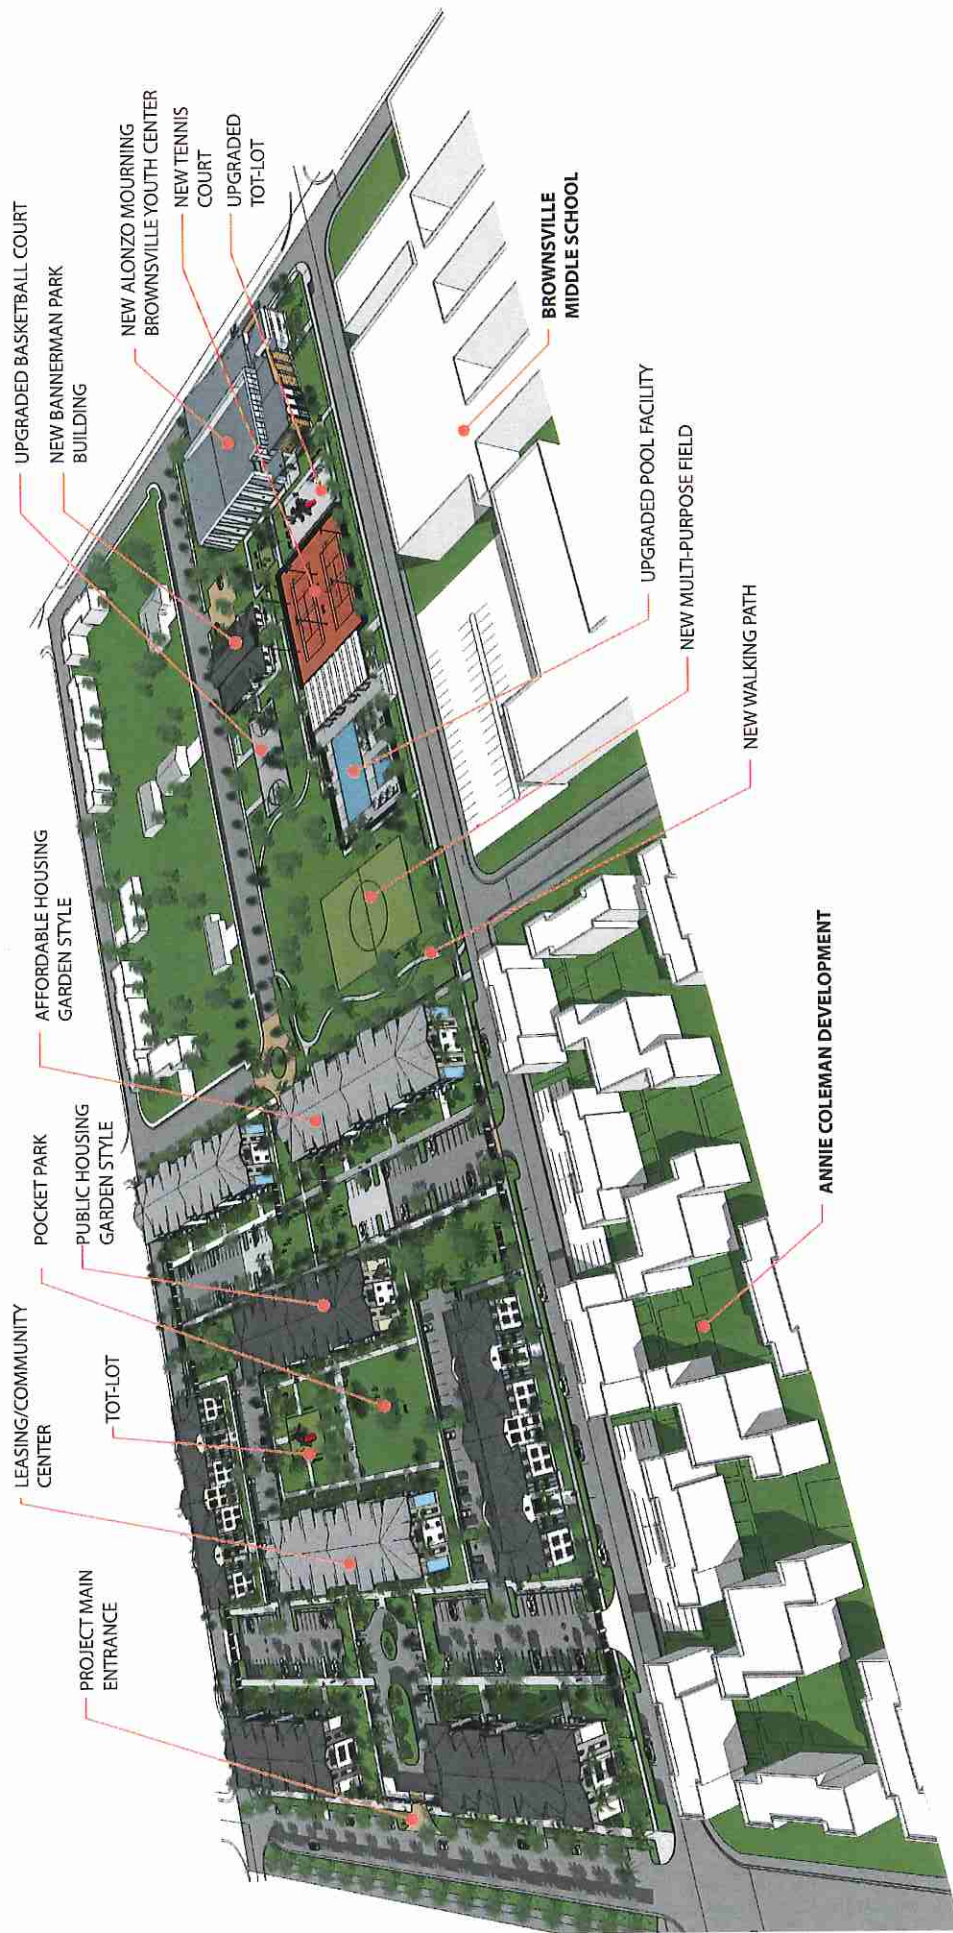 PROJECT MAIN
ENTRANCE
LEASING/COMMUNITY
CENTER
TOT-LOT
POCKET PARK
PUBLIC HOUSING
GARDEN STYLE
AFFORDABLE HOUSING
GARDEN STYLE
UPGRADED BASKETBALL COURT
NEW BANNERMAN PARK
BUILDING
NEW ALONZO MOURNING
BROWNSVILLE YOUTH CENTER
NEW TENNIS
COURT
UPGRADED
TOT-LOT
BROWNSVILLE
MIDDLE SCHOOL
UPGRADED POOL FACILITY
NEW MULTI-PURPOSE FIELD
NEW WALKING PATH
ANNIE COLEMAN DEVELOPMENT